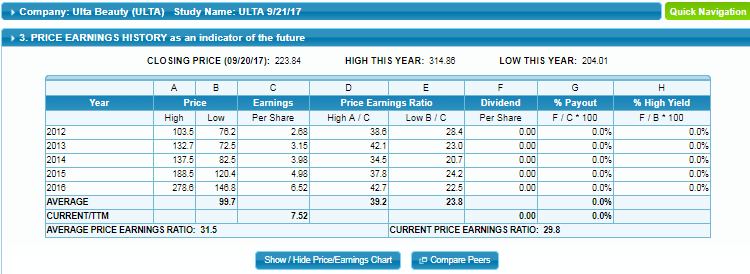 Company: Ulta Beauty (ULTA) Study Name: ULTA 9/21/17 Quick Navigation
3. PRICE EARNINGS HISTORY as an indicator of the future
CLOSING PRICE (09/20/17): 223.84 HIGH THIS YEAR: 314.86 LOW THIS YEAR: 204.01
A B C D E F G H
Year Price Earnings Price Earnings Ratio Dividend % Payout % High Yield
High Low Per Share High A / C Low B / C Per Share F / C * 100 F / B * 100
2012 103.5 76.2 2.68 38.6 28.4 0.00 0.0% 0.0%
2013 132.7 72.5 3.15 42.1 23.0 0.00 0.0% 0.0%
2014 137.5 82.5 3.98 34.5 20.7 0.00 0.0% 0.0%
2015 188.5 120.4 4.98 37.8 24.2 0.00 0.0% 0.0%
2016 278.6 146.8 6.52 42.7 22.5 0.00 0.0% 0.0%
AVERAGE 99.7 39.2 23.8 0.0%
CURRENT/TTM 7.52 0.00 0.0%
AVERAGE PRICE EARNINGS RATIO: 31.5 CURRENT PRICE EARNINGS RATIO: 29.8
Show / Hide Price/Earnings Chart Compare Peers